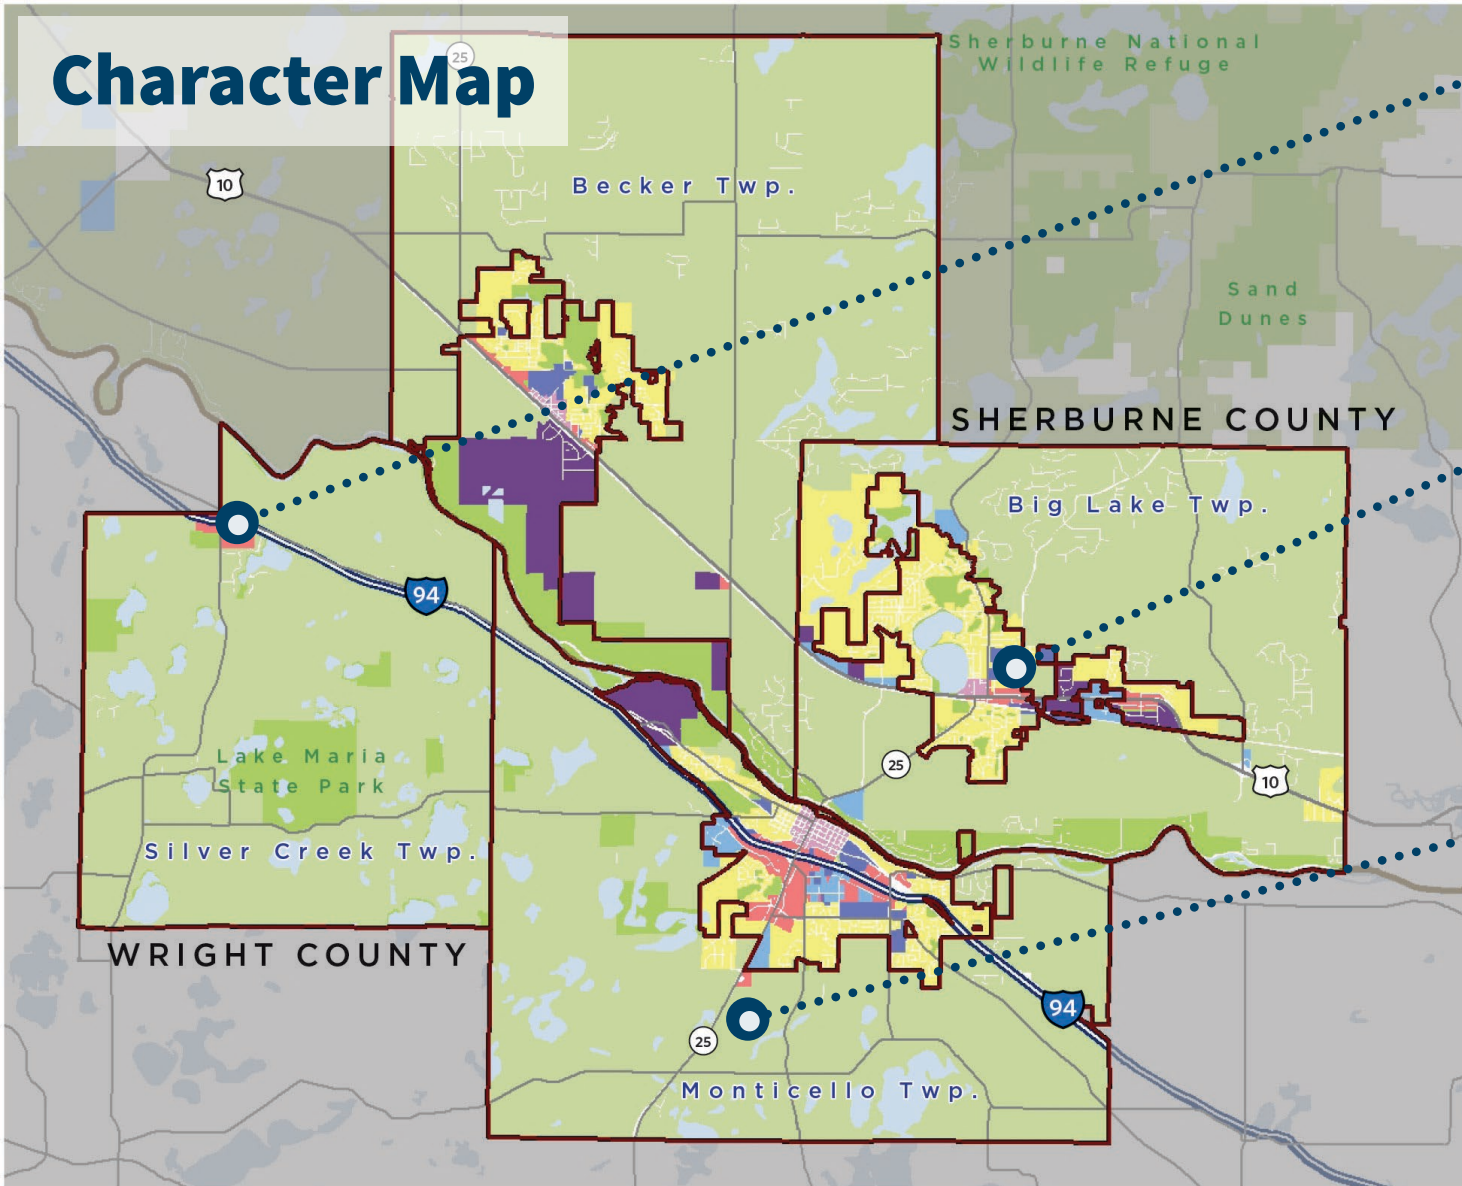 Character Map
25
Sherburne National
Wildlife Refuge
10
Becker Twp.
Sand
Dunes
SHERBURNE COUNTY
Big Lake Twp.
94
25
10
Lake Maria
State Park
Silver Creek Twp.
WRIGHT COUNTY
94
25
Monticello Twp.